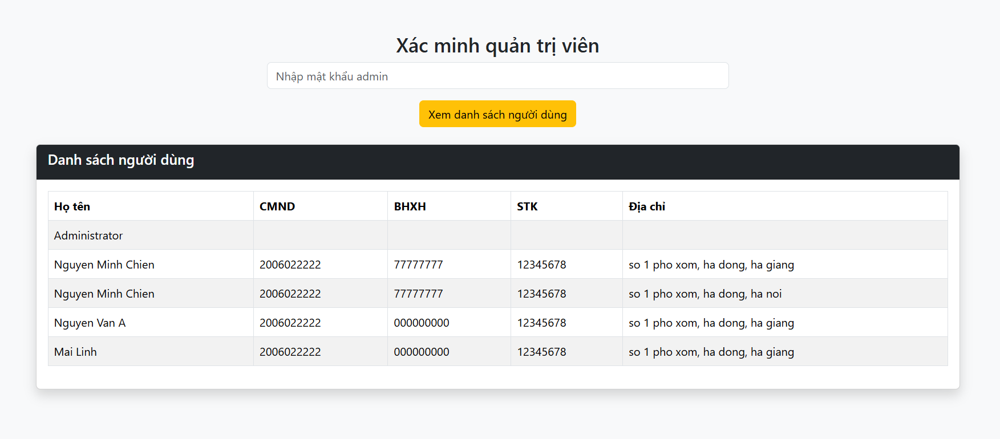 Xác minh quản trị viên
Nhập mật khẩu admin
Xem danh sách người dùng
Danh sách người dùng
Họ tên CMND BHXH STK Địa chỉ
Administrator
Nguyen Minh Chien 2006022222 77777777 12345678 so 1 pho xom, ha dong, ha giang
Nguyen Minh Chien 2006022222 77777777 12345678 so 1 pho xom, ha dong, ha noi
Nguyen Van A 2006022222 000000000 12345678 so 1 pho xom, ha dong, ha giang
Mai Linh 2006022222 000000000 12345678 so 1 pho xom, ha dong, ha giang